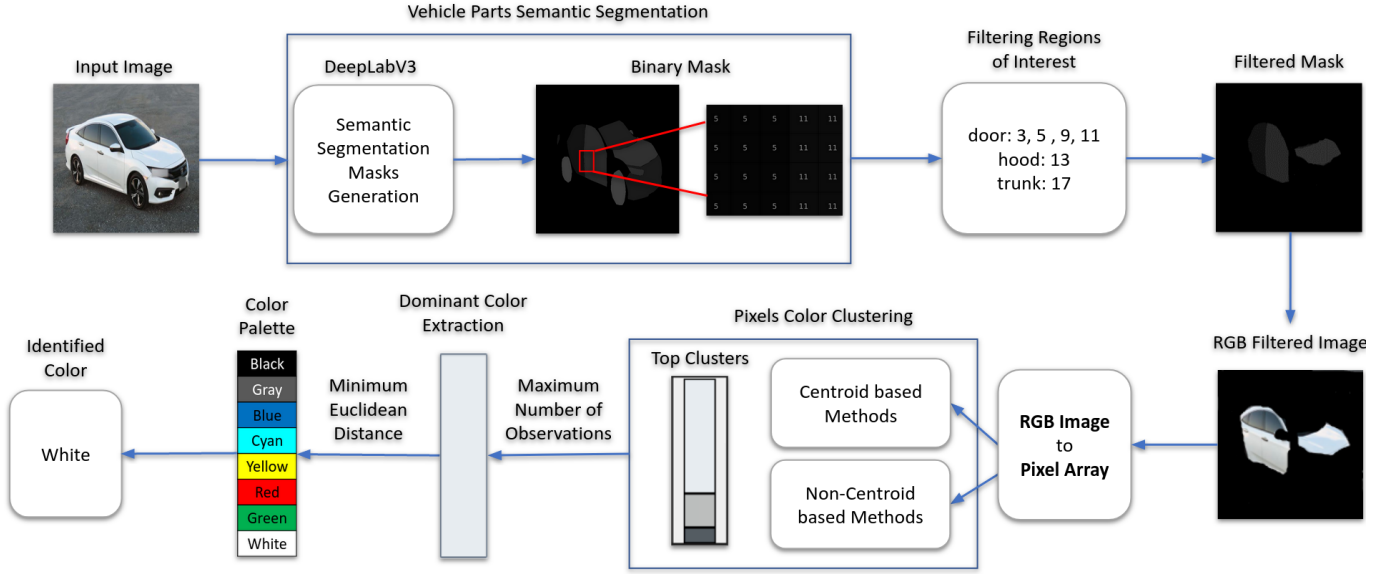 Vehicle Parts Semantic Segmentation
Input Image
DeepLabV3
Semantic
Segmentation
Masks
Generation
Binary Mask
5 5 5 11 11
5 5 5 11 11
5 5 5 11 11
5 5 5 11 11
Filtering Regions
of Interest
door: 3, 5 , 9, 11
hood: 13
trunk: 17
Filtered Mask
RGB Filtered Image
RGB Image
to
Pixel Array
Pixels Color Clustering
Centroid based
Methods
Non-Centroid
based Methods
Top Clusters
Maximum
Number of
Observations
Dominant Color
Extraction
Minimum
Euclidean
Distance
Color
Palette
Black
Gray
Blue
Cyan
Yellow
Red
Green
White
Identified
Color
White